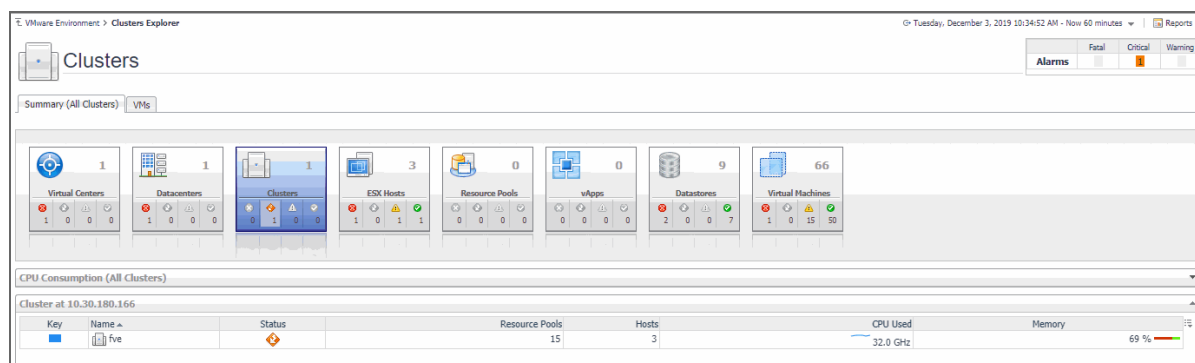 VMware Environment > Clusters Explorer
Tuesday, December 3, 2019 10:34:52 AM - Now 60 minutes
Reports
Clusters
Fatal Critical Warning
Alarms 1
Summary (All Clusters) VMs
1 1 1 3 0 0 9 66
Virtual Centers Datacenters Clusters ESX Hosts Resource Pools vApps Datastores Virtual Machines
1 0 0 0 1 0 0 0 0 1 0 0 1 0 1 1 0 0 0 0 0 0 0 0 2 0 0 7 1 0 15 50
CPU Consumption (All Clusters)
Cluster at 10.30.180.166
Key Name Status Resource Pools Hosts CPU Used Memory
fve 15 3 32.0 GHz 69 %